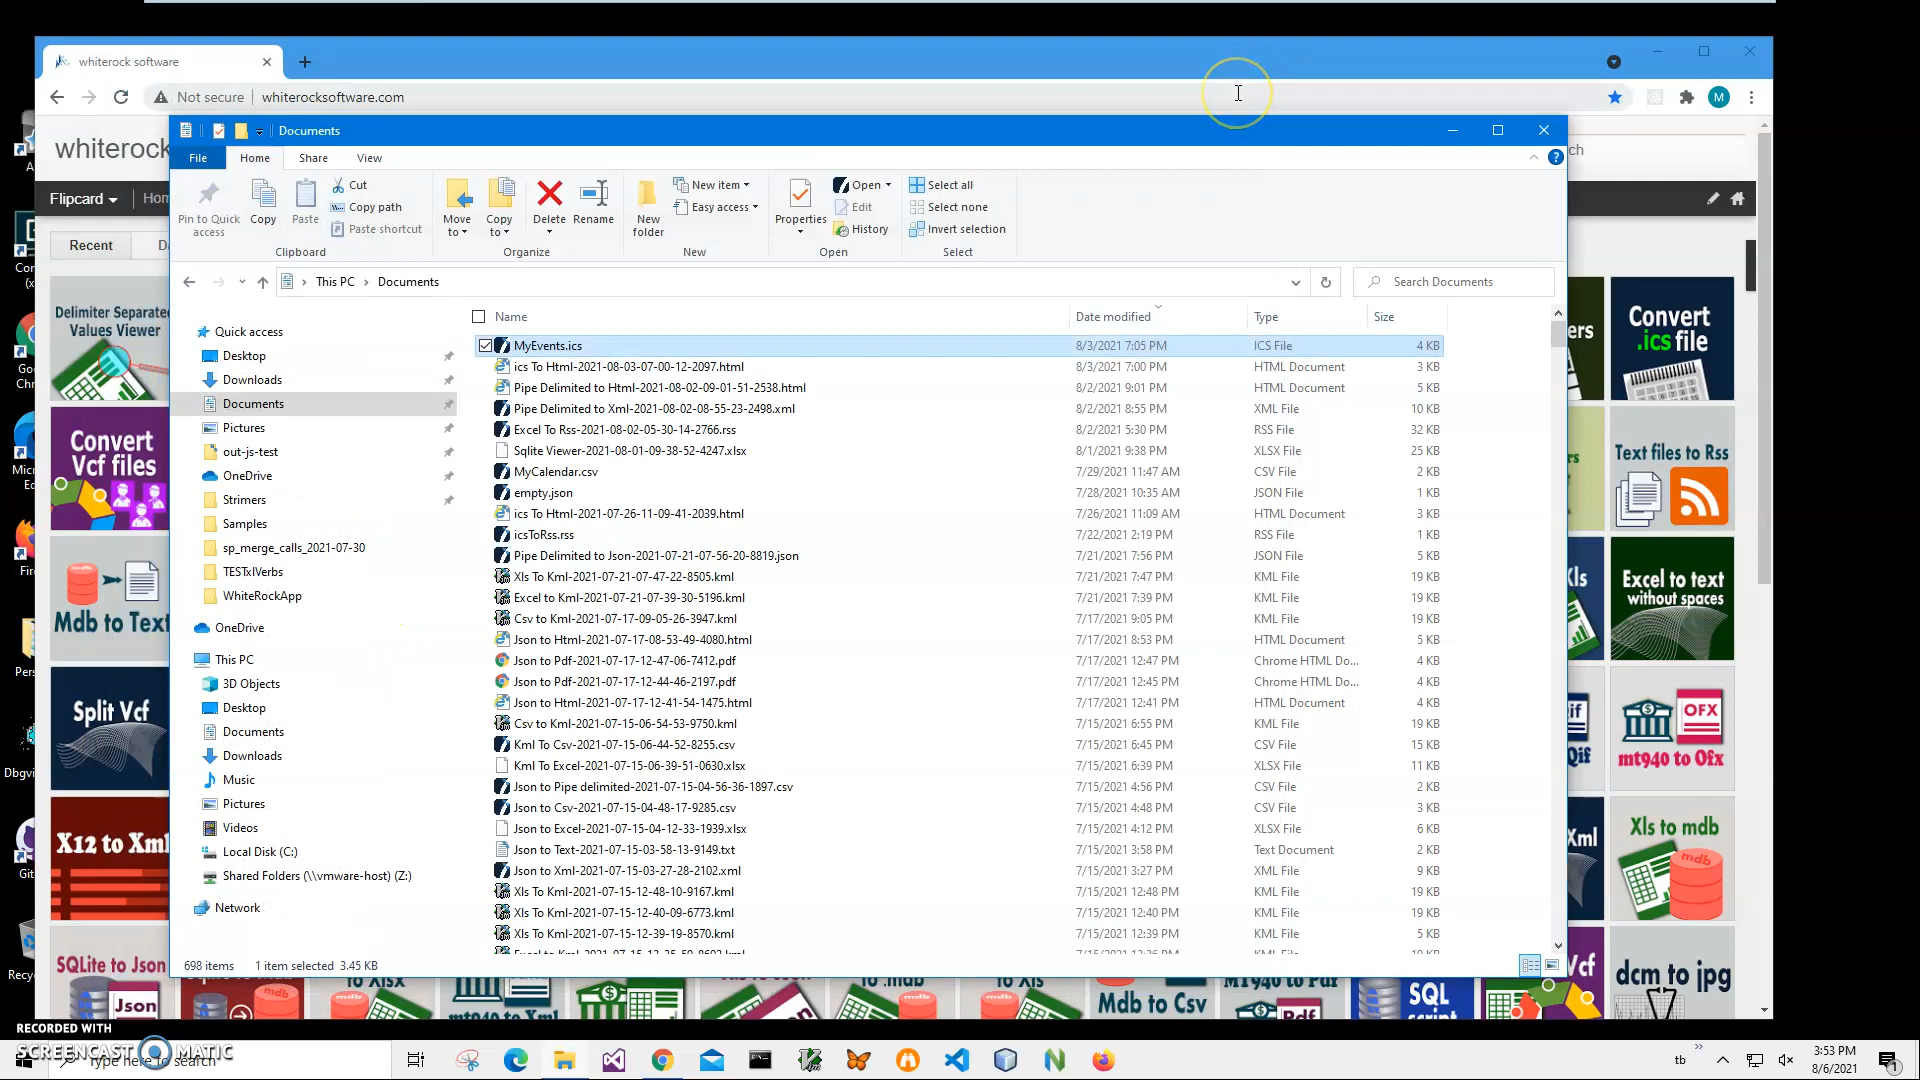 whiterock software
Not secure
whiterocksoftware.com
M
whiterock
Flipcard
Recent
Documents
File
Home
Share
View
Pin to Quick access
Copy
Paste
Cut
Copy path
Paste shortcut
Clipboard
Move to
Copy to
Delete
Rename
Organize
New folder
New item
Easy access
New
Properties
Open
Edit
History
Open
Select all
Select none
Invert selection
Select
This PC
Documents
Search Documents
Quick access
Desktop
Downloads
Documents
Pictures
out-js-test
OneDrive
Strimers
Samples
sp_merge_calls_2021-07-30
TESTxlVerbs
WhiteRockApp
OneDrive
This PC
3D Objects
Desktop
Documents
Downloads
Music
Pictures
Videos
Local Disk (C:)
Shared Folders (\\vmware-host) (Z:)
Network
Name Date modified Type Size
MyEvents.ics 8/3/2021 7:05 PM ICS File 4 KB
ics To Html-2021-08-03-07-00-12-2097.html 8/3/2021 7:00 PM HTML Document 3 KB
Pipe Delimited to Html-2021-08-02-09-01-51-2538.html 8/2/2021 9:01 PM HTML Document 5 KB
Pipe Delimited to Xml-2021-08-02-08-55-23-2498.xml 8/2/2021 8:55 PM XML File 10 KB
Excel To Rss-2021-08-02-05-30-14-2766.rss 8/2/2021 5:30 PM RSS File 32 KB
Sqlite Viewer-2021-08-01-09-38-52-4247.xlsx 8/1/2021 9:38 PM XLSX File 25 KB
MyCalendar.csv 7/29/2021 11:47 AM CSV File 2 KB
empty.json 7/28/2021 10:35 AM JSON File 1 KB
ics To Html-2021-07-26-11-09-41-2039.html 7/26/2021 11:09 AM HTML Document 3 KB
icsToRss.rss 7/22/2021 2:19 PM RSS File 1 KB
Pipe Delimited to Json-2021-07-21-07-56-20-8819.json 7/21/2021 7:56 PM JSON File 5 KB
Xls To Kml-2021-07-21-07-47-22-8505.kml 7/21/2021 7:47 PM KML File 19 KB
Excel to Kml-2021-07-21-07-39-30-5196.kml 7/21/2021 7:39 PM KML File 19 KB
Csv to Kml-2021-07-17-09-05-26-3947.kml 7/17/2021 9:05 PM KML File 19 KB
Json to Html-2021-07-17-08-53-49-4080.html 7/17/2021 8:53 PM HTML Document 5 KB
Json to Pdf-2021-07-17-12-47-06-7412.pdf 7/17/2021 12:47 PM Chrome HTML Do... 4 KB
Json to Pdf-2021-07-17-12-44-46-2197.pdf 7/17/2021 12:45 PM Chrome HTML Do... 4 KB
Json to Html-2021-07-17-12-41-54-1475.html 7/17/2021 12:41 PM HTML Document 4 KB
Csv to Kml-2021-07-15-06-54-53-9750.kml 7/15/2021 6:55 PM KML File 19 KB
Kml To Csv-2021-07-15-06-44-52-8255.csv 7/15/2021 6:45 PM CSV File 15 KB
Kml To Excel-2021-07-15-06-39-51-0630.xlsx 7/15/2021 6:39 PM XLSX File 11 KB
Json to Pipe delimited-2021-07-15-04-56-36-1897.csv 7/15/2021 4:56 PM CSV File 2 KB
Json to Csv-2021-07-15-04-48-17-9285.csv 7/15/2021 4:48 PM CSV File 3 KB
Json to Excel-2021-07-15-04-12-33-1939.xlsx 7/15/2021 4:12 PM XLSX File 6 KB
Json to Text-2021-07-15-03-58-13-9149.txt 7/15/2021 3:58 PM Text Document 2 KB
Json to Xml-2021-07-15-03-27-28-2102.xml 7/15/2021 3:27 PM XML File 9 KB
Xls To Kml-2021-07-15-12-48-10-9167.kml 7/15/2021 12:48 PM KML File 19 KB
Xls To Kml-2021-07-15-12-40-09-6773.kml 7/15/2021 12:40 PM KML File 19 KB
Xls To Kml-2021-07-15-12-39-19-8570.kml 7/15/2021 12:39 PM KML File 5 KB
698 items 1 item selected 3.45 KB
Delimiter Separated
Values Viewer
Convert
Vcf files
Mdb to Text
Split Vcf
X12 to Xml
SQLite to Json
Json
Convert
.ics
file
Text files to Rss
Excel to text
without spaces
OFX
mt940 to Ofx
Xls to mdb
mdb
dcm to jpg
mdb
Mdb to Csv
Pdf
SQL
script
RECORDED WITH
SCREENCAST MATIC
Type here to search
tb
3:53 PM
8/6/2021
1